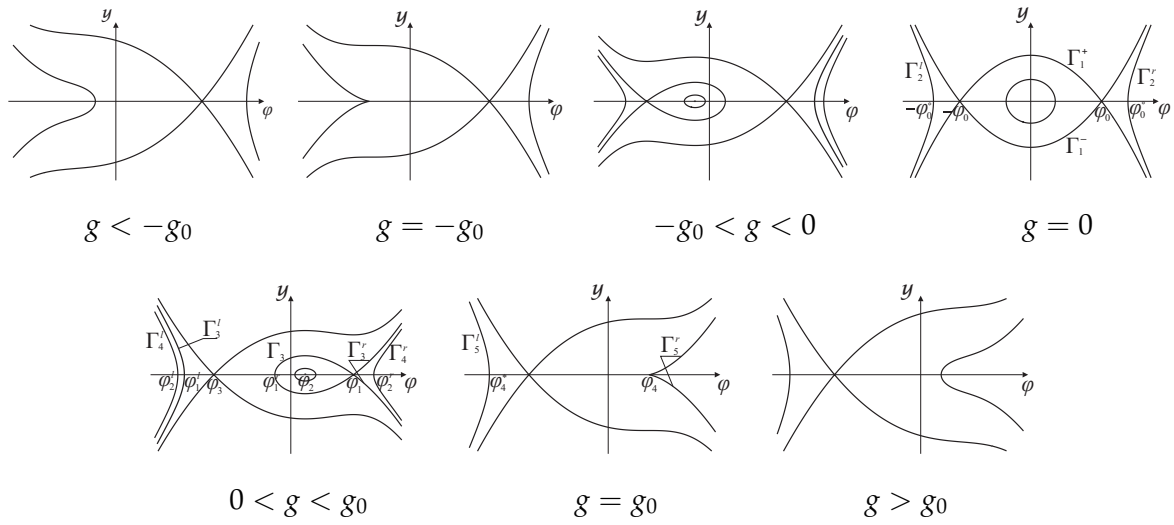 y y y y
φ φ φ φ
Γ₂ˡ Γ₁⁺ Γ₂ʳ
−φ₀* −φ₀ φ₀ φ₀*
Γ₁⁻
g < −g₀ g = −g₀ −g₀ < g < 0 g = 0
y y y
Γ₄ˡ Γ₃ˡ Γ₃ Γ₃ʳ Γ₄ʳ Γ₅ˡ Γ₅ʳ
φ₂ˡ φ₁ˡ φ₃ φ₁ʳ φ₂ φ₁ φ₂ʳ φ φ₄* φ₄ φ φ
0 < g < g₀ g = g₀ g > g₀